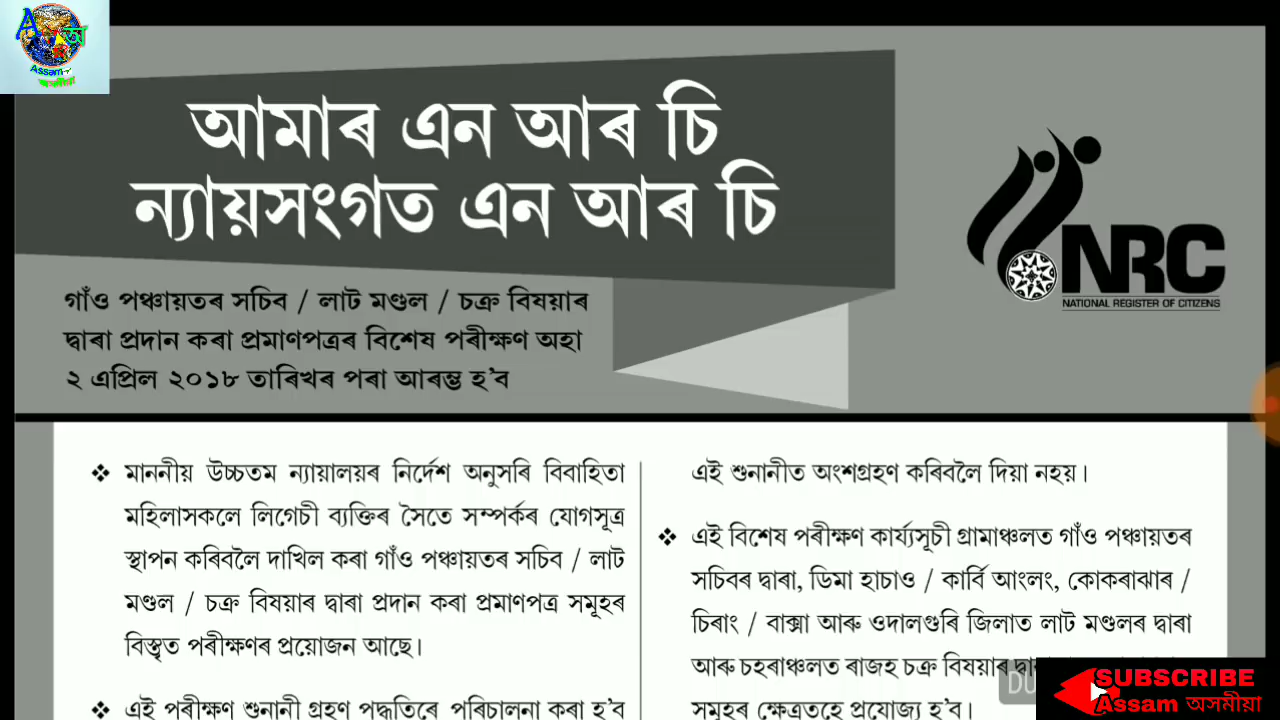 Assam
অসমীয়া
আমাৰ এন আৰ চি
ন্যায়সংগত এন আৰ চি
NRC
NATIONAL REGISTER OF CITIZENS
গাঁও পঞ্চায়তৰ সচিব / লাট মণ্ডল / চক্ৰ বিষয়াৰ
দ্বাৰা প্ৰদান কৰা প্ৰমাণপত্ৰৰ বিশেষ পৰীক্ষণ অহা
২ এপ্ৰিল ২০১৮ তাৰিখৰ পৰা আৰম্ভ হ'ব
❖ মাননীয় উচ্চতম ন্যায়ালয়ৰ নিৰ্দেশ অনুসৰি বিবাহিতা
মহিলাসকলে লিগেচী ব্যক্তিৰ সৈতে সম্পৰ্কৰ যোগসূত্ৰ
স্থাপন কৰিবলৈ দাখিল কৰা গাঁও পঞ্চায়তৰ সচিব / লাট
মণ্ডল / চক্ৰ বিষয়াৰ দ্বাৰা প্ৰদান কৰা প্ৰমাণপত্ৰ সমূহৰ
বিস্তৃত পৰীক্ষণৰ প্ৰয়োজন আছে।
❖ এই পৰীক্ষণ শুনানী গ্ৰহণ পদ্ধতিৰে পৰিচালনা কৰা হ'ব
এই শুনানীত অংশগ্ৰহণ কৰিবলৈ দিয়া নহয়।
❖ এই বিশেষ পৰীক্ষণ কাৰ্য্যসূচী গ্ৰামাঞ্চলত গাঁও পঞ্চায়তৰ
সচিবৰ দ্বাৰা, ডিমা হাচাও / কাৰ্বি আংলং, কোকৰাঝাৰ /
চিৰাং / বাক্সা আৰু ওদালগুৰি জিলাত লাট মণ্ডলৰ দ্বাৰা
আৰু চহৰাঞ্চলত ৰাজহ চক্ৰ বিষয়াৰ
সমূহৰ ক্ষেত্ৰতহে প্ৰযোজ্য হ'ব।
SUBSCRIBE
Assam অসমীয়া